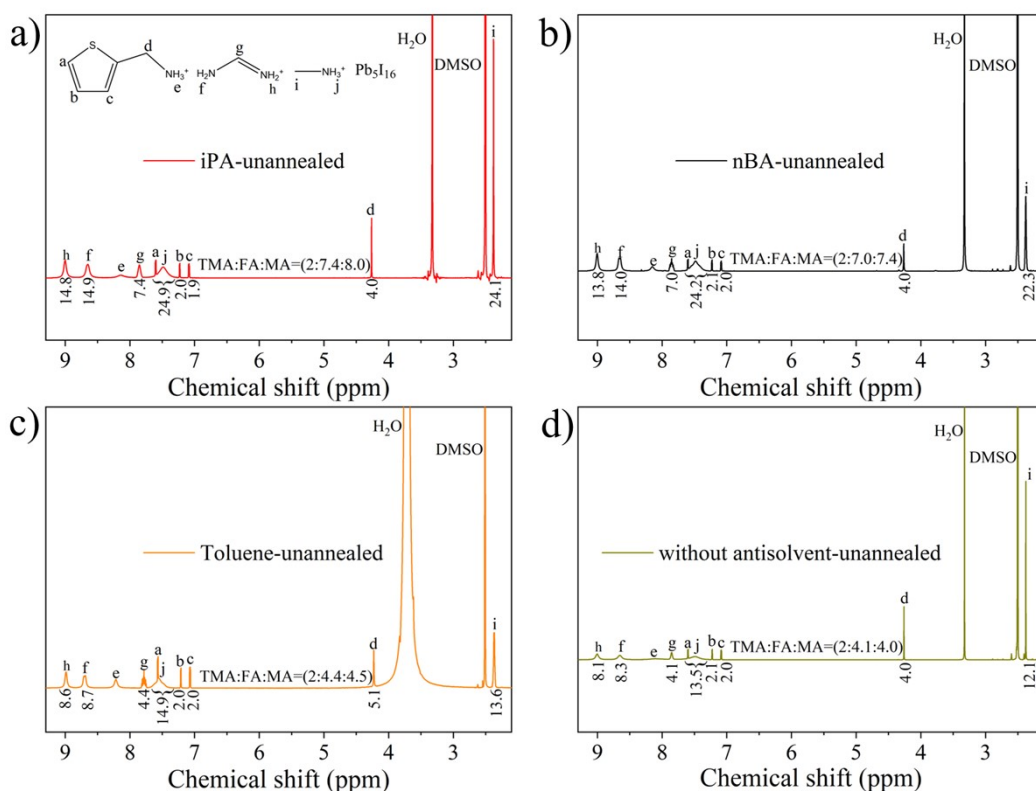 a)
S
a
b
c
d
NH₃⁺
e
H₂N
f
g
NH₂⁺
h
i
NH₃⁺
j
Pb₅I₁₆
H₂O
DMSO
i
iPA-unannealed
h f e g a j b c
TMA:FA:MA=(2:7.4:8.0)
d
14.8 14.9 7.4 24.9 2.0 1.9 4.0 24.1
9 8 7 6 5 4 3
Chemical shift (ppm)
b)
H₂O
DMSO
i
nBA-unannealed
h f e g a j b c
TMA:FA:MA=(2:7.0:7.4)
d
13.8 14.0 7.0 24.2 2.1 2.0 4.0 22.3
9 8 7 6 5 4 3
Chemical shift (ppm)
c)
H₂O
DMSO
Toluene-unannealed
h f e g a j b c
TMA:FA:MA=(2:4.4:4.5)
d
i
8.6 8.7 4.4 14.9 2.0 2.0 5.1 13.6
9 8 7 6 5 4 3
Chemical shift (ppm)
d)
H₂O
DMSO
i
without antisolvent-unannealed
h f e g a j b c
TMA:FA:MA=(2:4.1:4.0)
d
8.1 8.3 4.1 13.5 2.1 2.0 4.0 12.1
9 8 7 6 5 4 3
Chemical shift (ppm)